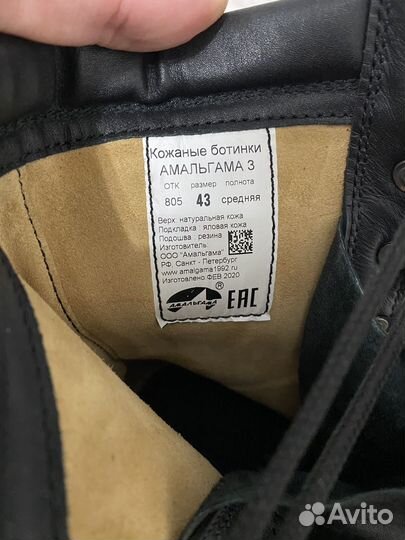 Кожаные ботинки
АМАЛЬГАМА 3
ОТК размер полнота
805 43 средняя
Верх: натуральная кожа
Подкладка: яловая кожа
Подошва: резина
Изготовитель:
ООО "Амальгама"
РФ, Санкт - Петербург
www.amalgama1992.ru
Изготовлено ФЕВ 2020
АМАЛЬГАМА ® ЕАС
Avito